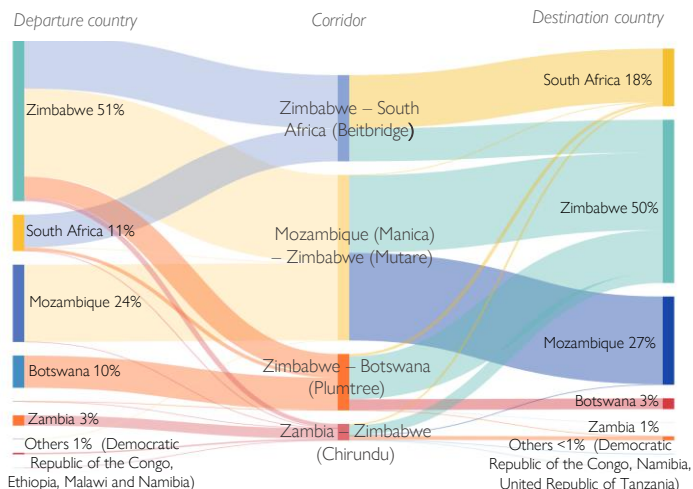 Departure country
Corridor
Destination country
Zimbabwe 51%
South Africa 11%
Mozambique 24%
Botswana 10%
Zambia 3%
Others 1%  (Democratic
Republic of the Congo,
Ethiopia, Malawi and Namibia)
Zimbabwe – South
Africa (Beitbridge)
Mozambique (Manica)
– Zimbabwe (Mutare)
Zimbabwe – Botswana
(Plumtree)
Zambia – Zimbabwe
(Chirundu)
South Africa 18%
Zimbabwe 50%
Mozambique 27%
Botswana 3%
Zambia 1%
Others <1%  (Democratic
Republic of the Congo, Namibia,
United Republic of Tanzania)